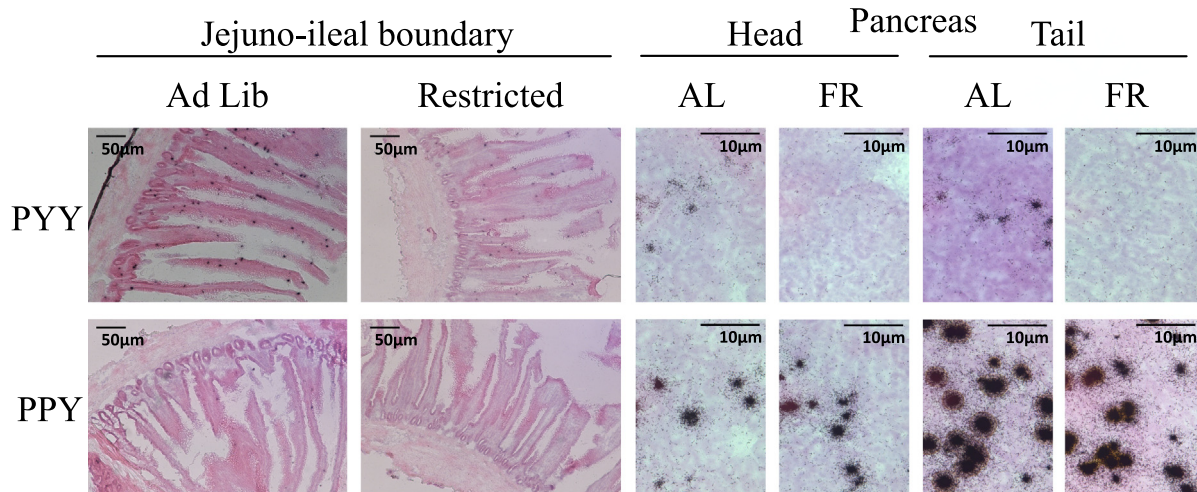 Pancreas
Jejuno-ileal boundary Head Tail
Ad Lib Restricted AL FR AL FR
PYY 50µm 50µm 10µm 10µm 10µm 10µm
PPY 50µm 50µm 10µm 10µm 10µm 10µm